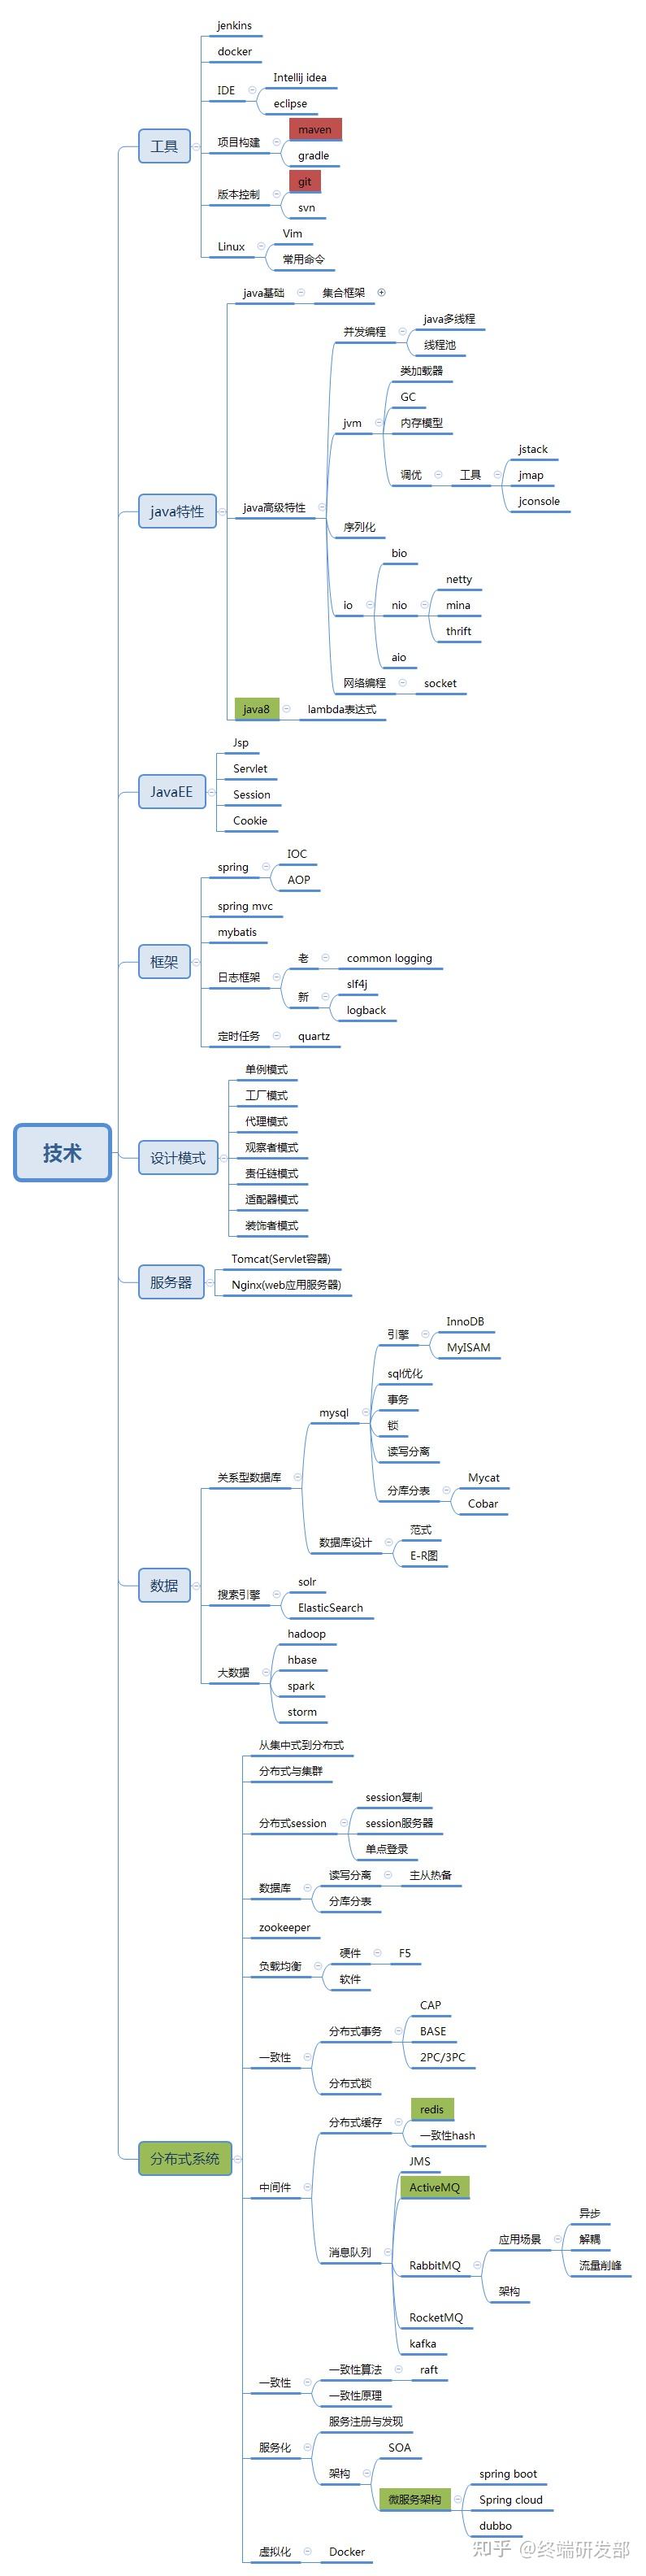 jenkins
docker
IDE
Intellij idea
eclipse
工具
项目构建
maven
gradle
版本控制
git
svn
Linux
Vim
常用命令
java基础
集合框架
并发编程
java多线程
线程池
jvm
类加载器
GC
内存模型
调优
工具
jstack
jmap
jconsole
java特性
java高级特性
序列化
io
bio
nio
netty
mina
thrift
aio
网络编程
socket
java8
lambda表达式
JavaEE
Jsp
Servlet
Session
Cookie
框架
spring
IOC
AOP
spring mvc
mybatis
日志框架
老
common logging
新
slf4j
logback
定时任务
quartz
技术
设计模式
单例模式
工厂模式
代理模式
观察者模式
责任链模式
适配器模式
装饰者模式
服务器
Tomcat(Servlet容器)
Nginx(web应用服务器)
数据
关系型数据库
mysql
引擎
InnoDB
MyISAM
sql优化
事务
锁
读写分离
分库分表
Mycat
Cobar
数据库设计
范式
E-R图
搜索引擎
solr
ElasticSearch
大数据
hadoop
hbase
spark
storm
分布式系统
从集中式到分布式
分布式与集群
分布式session
session复制
session服务器
单点登录
数据库
读写分离
主从热备
分库分表
zookeeper
负载均衡
硬件
F5
软件
一致性
分布式事务
CAP
BASE
2PC/3PC
分布式锁
中间件
分布式缓存
redis
一致性hash
消息队列
JMS
ActiveMQ
RabbitMQ
应用场景
异步
解耦
流量削峰
架构
RocketMQ
kafka
一致性
一致性算法
raft
一致性原理
服务化
服务注册与发现
架构
SOA
微服务架构
spring boot
Spring cloud
dubbo
虚拟化
Docker
知乎 @终端研发部